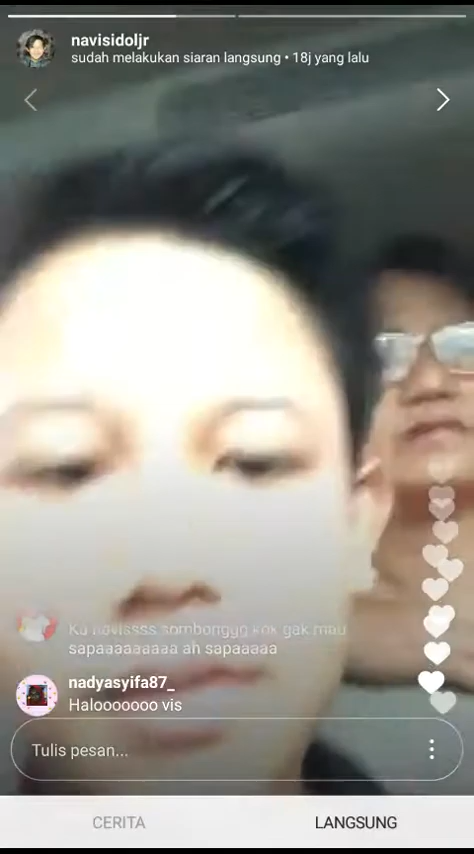 navisidoljr
sudah melakukan siaran langsung • 18j yang lalu
Ka navissss sombongyg kok gak mau
sapaaaaaaaaa ah sapaaaaa
nadyasyifa87_
Halooooooo vis
Tulis pesan...
CERITA
LANGSUNG